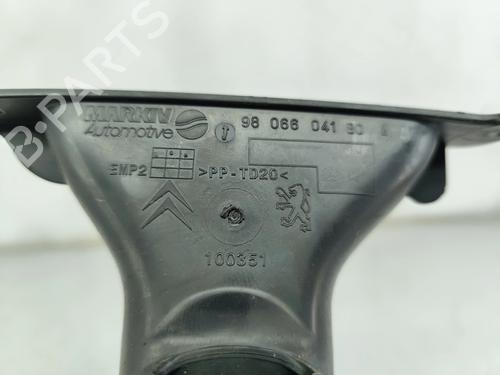 B-PARTS
MARKIV
Automotive
98 066 041 80
EMP2 >PP-TD20<
100351